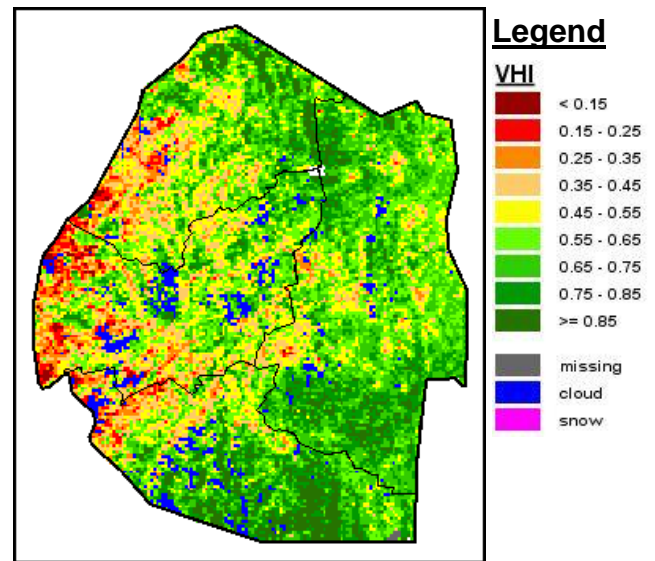 Legend
VHI
< 0.15
0.15 - 0.25
0.25 - 0.35
0.35 - 0.45
0.45 - 0.55
0.55 - 0.65
0.65 - 0.75
0.75 - 0.85
>= 0.85
missing
cloud
snow